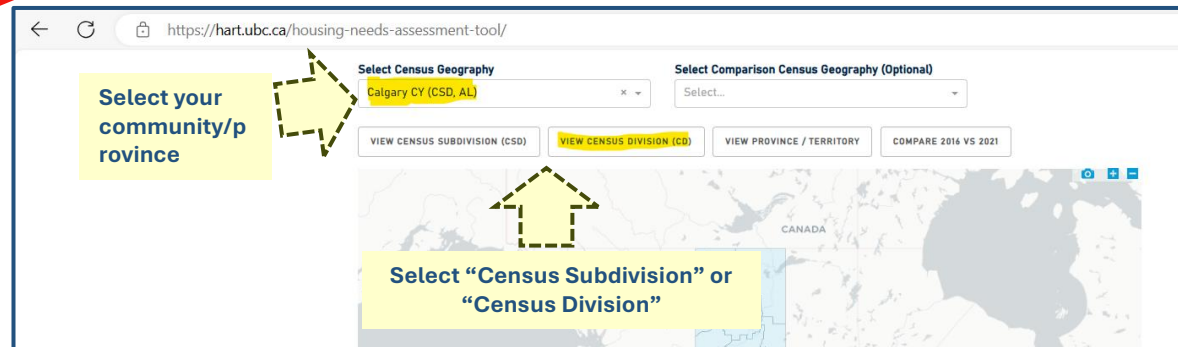 https://hart.ubc.ca/housing-needs-assessment-tool/
Select Census Geography
Select Comparison Census Geography (Optional)
Calgary CY (CSD, AL)
Select...
Select your
community/p
rovince
VIEW CENSUS SUBDIVISION (CSD)
VIEW CENSUS DIVISION (CD)
VIEW PROVINCE / TERRITORY
COMPARE 2016 VS 2021
CANADA
Select “Census Subdivision” or
“Census Division”